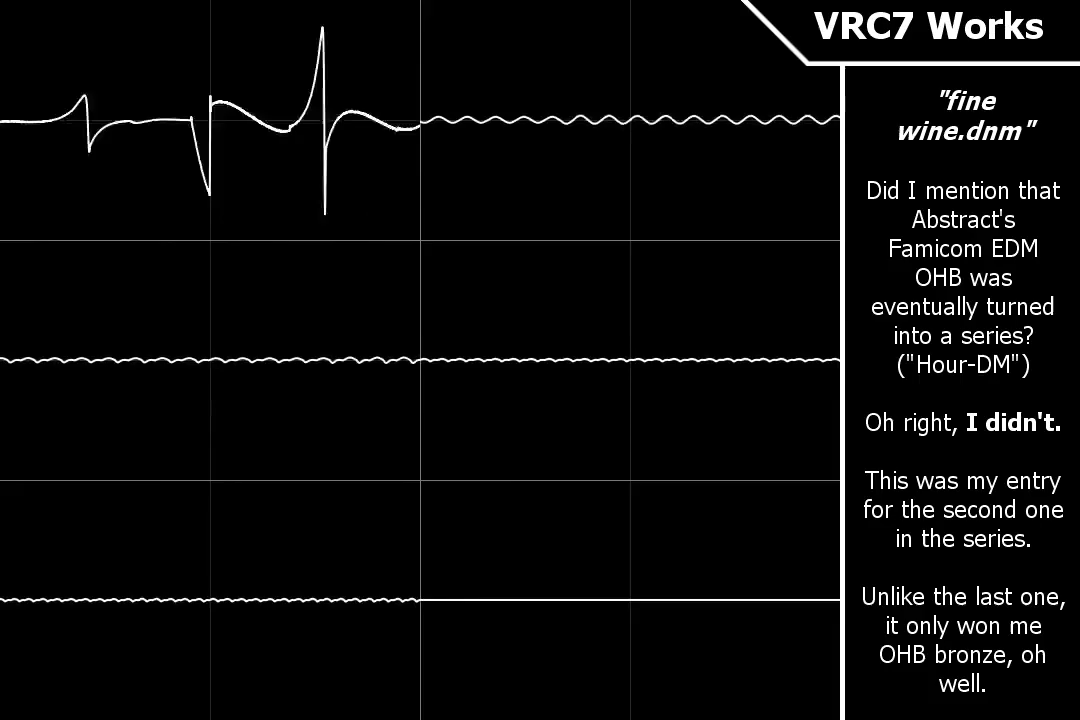 VRC7 Works
"fine
wine.dnm"
Did I mention that
Abstract's
Famicom EDM
OHB was
eventually turned
into a series?
("Hour-DM")
Oh right, I didn't.
This was my entry
for the second one
in the series.
Unlike the last one,
it only won me
OHB bronze, oh
well.